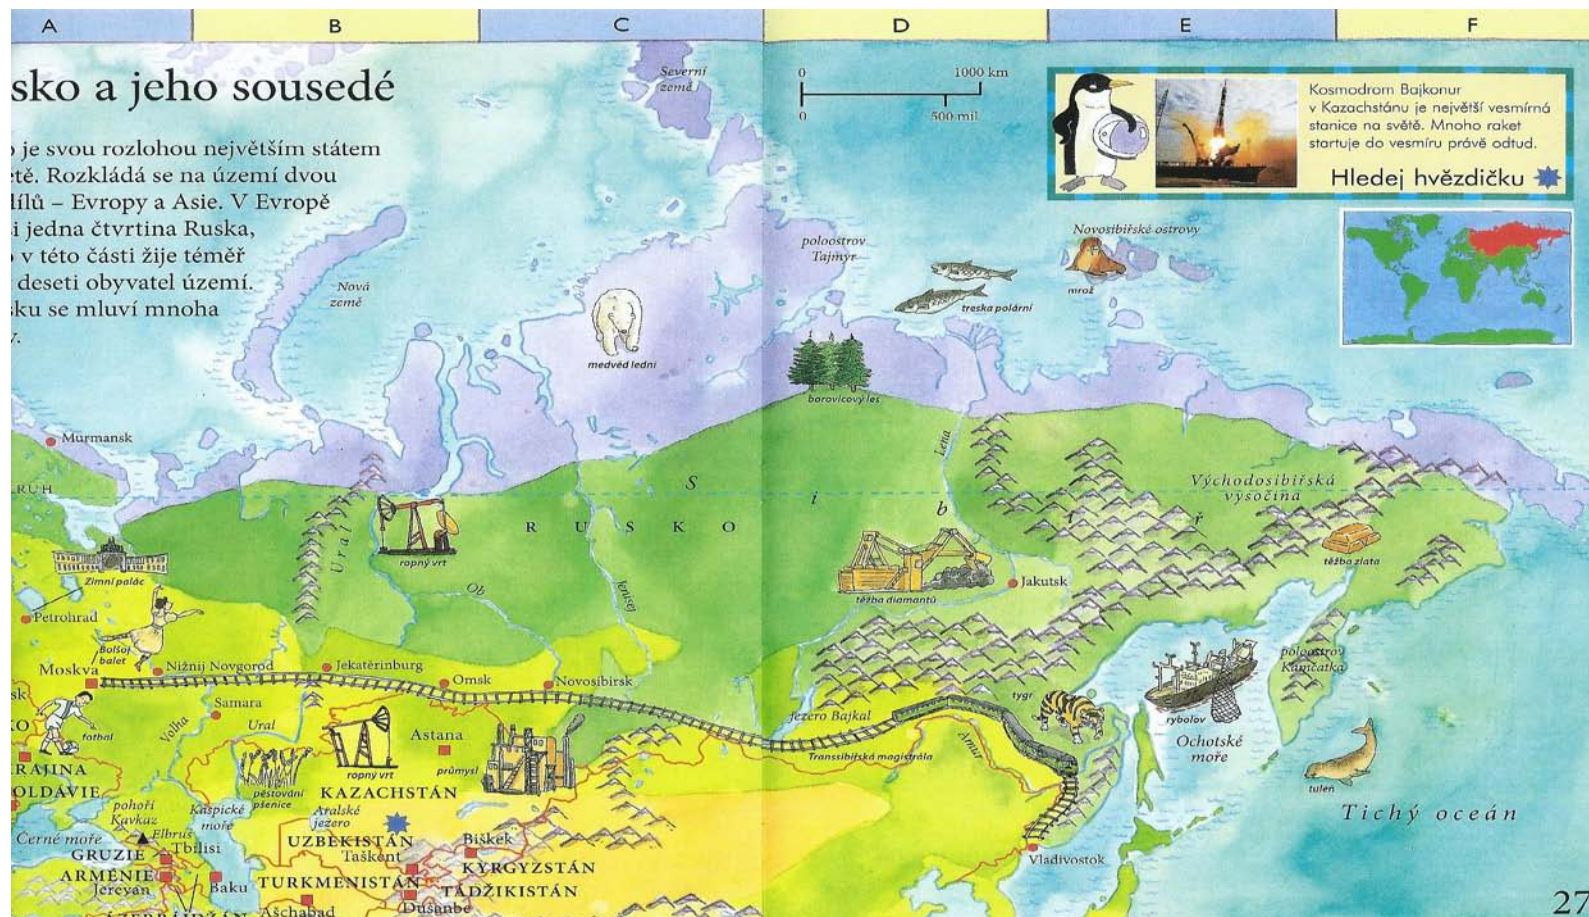 A B C D E F
sko a jeho sousedé
je svou rozlohou největším státem
ětě. Rozkládá se na území dvou
dílů – Evropy a Asie. V Evropě
i jedna čtvrtina Ruska,
v této části žije téměř
deseti obyvatel území.
sku se mluví mnoha
y.
0 1000 km
0 500 mil
Kosmodrom Bajkonur
v Kazachstánu je největší vesmírná
stanice na světě. Mnoho raket
startuje do vesmíru právě odtud.
Hledej hvězdičku
Severní
země
Nová
země
poloostrov
Tajmyr
Novosibiřské ostrovy
mrož
treska polární
medvěd lední
borovicový les
Murmansk
RUH
Ural
ropný vrt
Ob
Jenisej
Lena
S i b i ř
RUSKO
Východosibiřská
vysočina
těžba zlata
těžba diamantů
Jakutsk
Zimní palác
Petrohrad
Bolšoj
balet
Moskva
Nižnij Novgorod
Jekatěrinburg
Omsk
Novosibirsk
sk
KO
fotbal
Volha
Samara
Ural
Astana
průmysl
ropný vrt
pěstování
pšenice
KAZACHSTÁN
Jezero Bajkal
Transsibiřská magistrála
Amur
tygr
rybolov
Ochotské
moře
poloostrov
Kamčatka
tuleň
Tichý oceán
Vladivostok
RAJINA
OLDÁVIE
pohoří
Kavkaz
Elbrus
Černé moře
Kaspické
moře
Aralské
jezero
GRUZIE
Tbilisi
ARMÉNIE
Jerevan
Baku
ÁZERBÁJDŽÁN
UZBEKISTÁN
Taškent
Biškek
KYRGYZSTÁN
TURKMENISTÁN
TÁDŽIKISTÁN
Ašchabad
Dušanbe
27